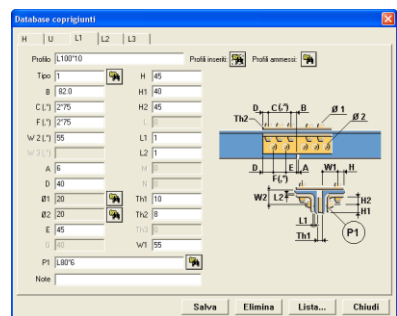 Database coprigiunti
H U L1 L2 L3
Profilo L100*10 Profili inseriti: Profili ammessi:
Tipo 1 H 45
B 82.0 H1 40
C (,*) 2*75 H2 45
F (,*) 2*75 L 0
W 2 (,*) 55 L1 1
W 3 (,*) L2 1
A 6 M 0
D 40 N 0
Ø1 20 Th1 10
Ø2 20 Th2 8
E 45 Th3 0
G 40 W1 55
P1 L80*6
Note
D C(,*) B Ø 1
Th2 Ø 2
D E A W1 H
F(,*)
W2 L2 H2
H1
L1
Th1 P1
Salva Elimina Lista... Chiudi